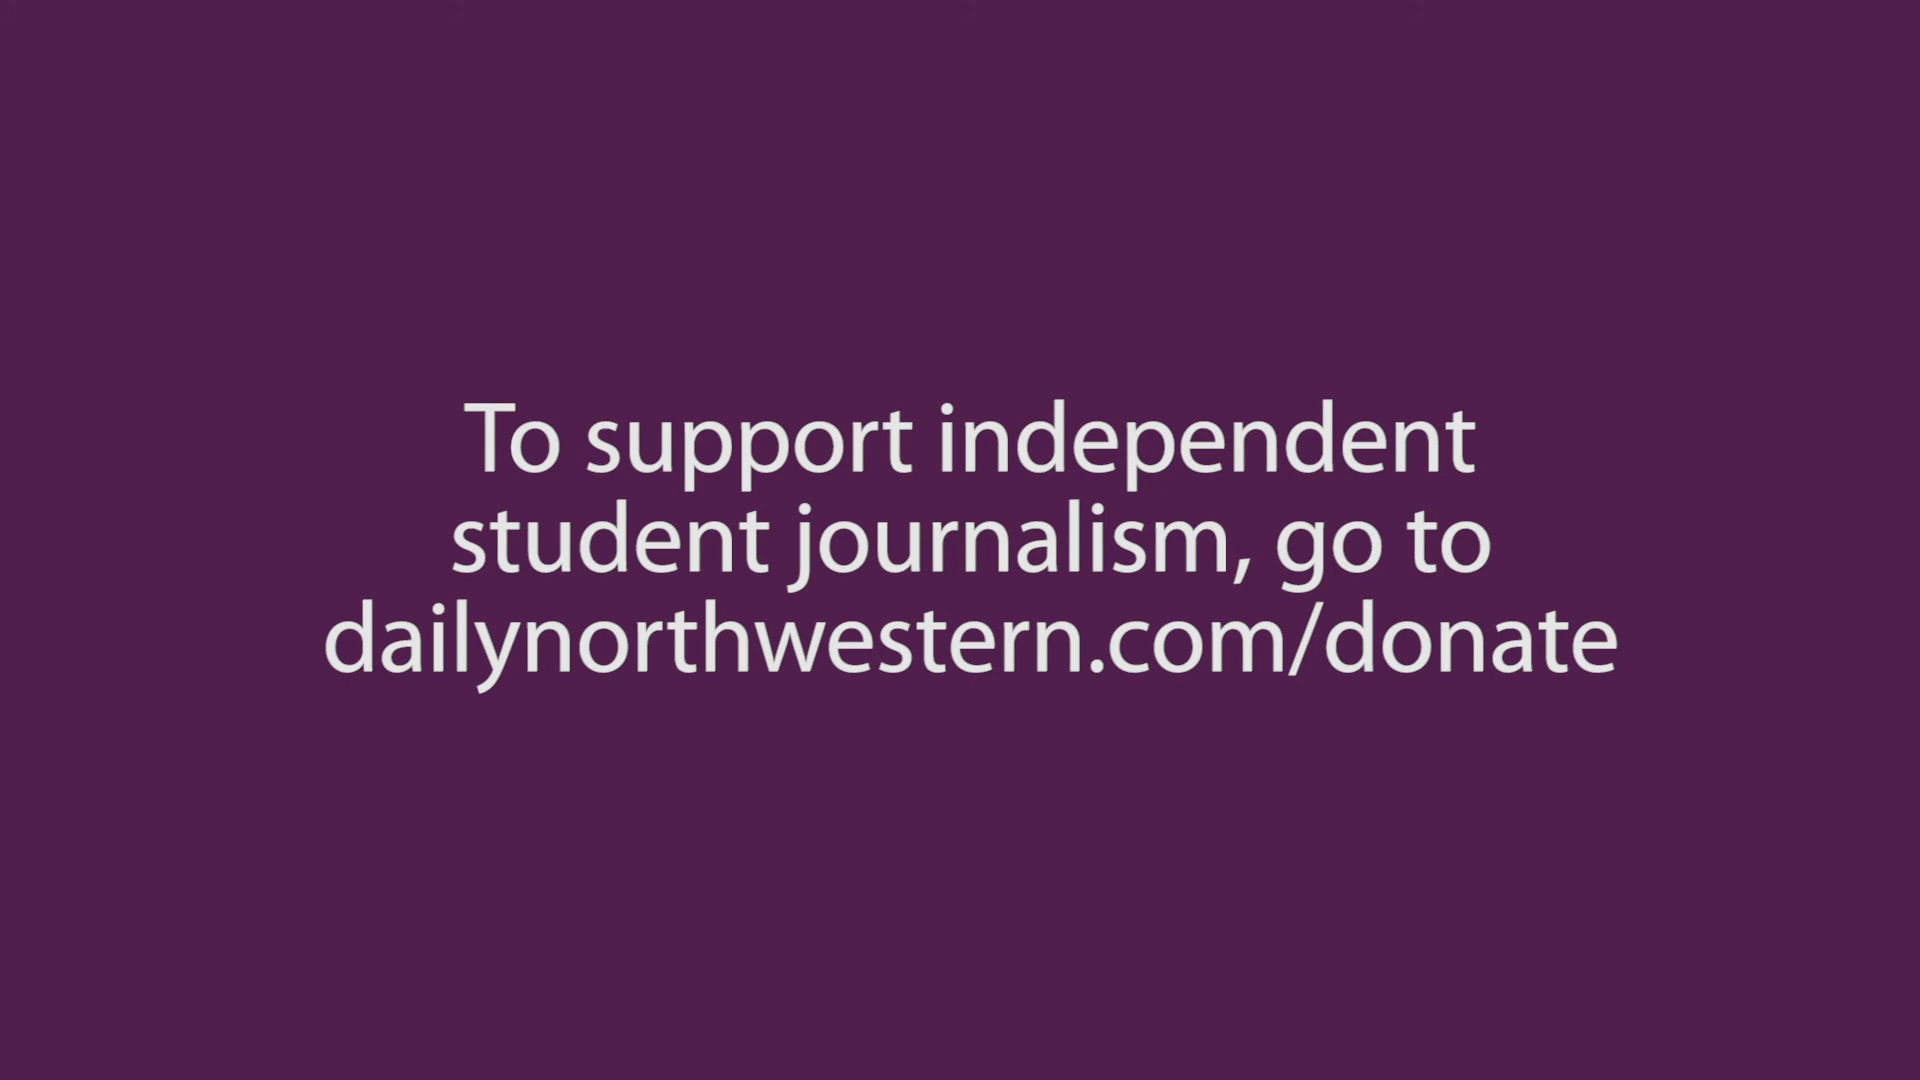 To support independent
student journalism, go to
dailynorthwestern.com/donate